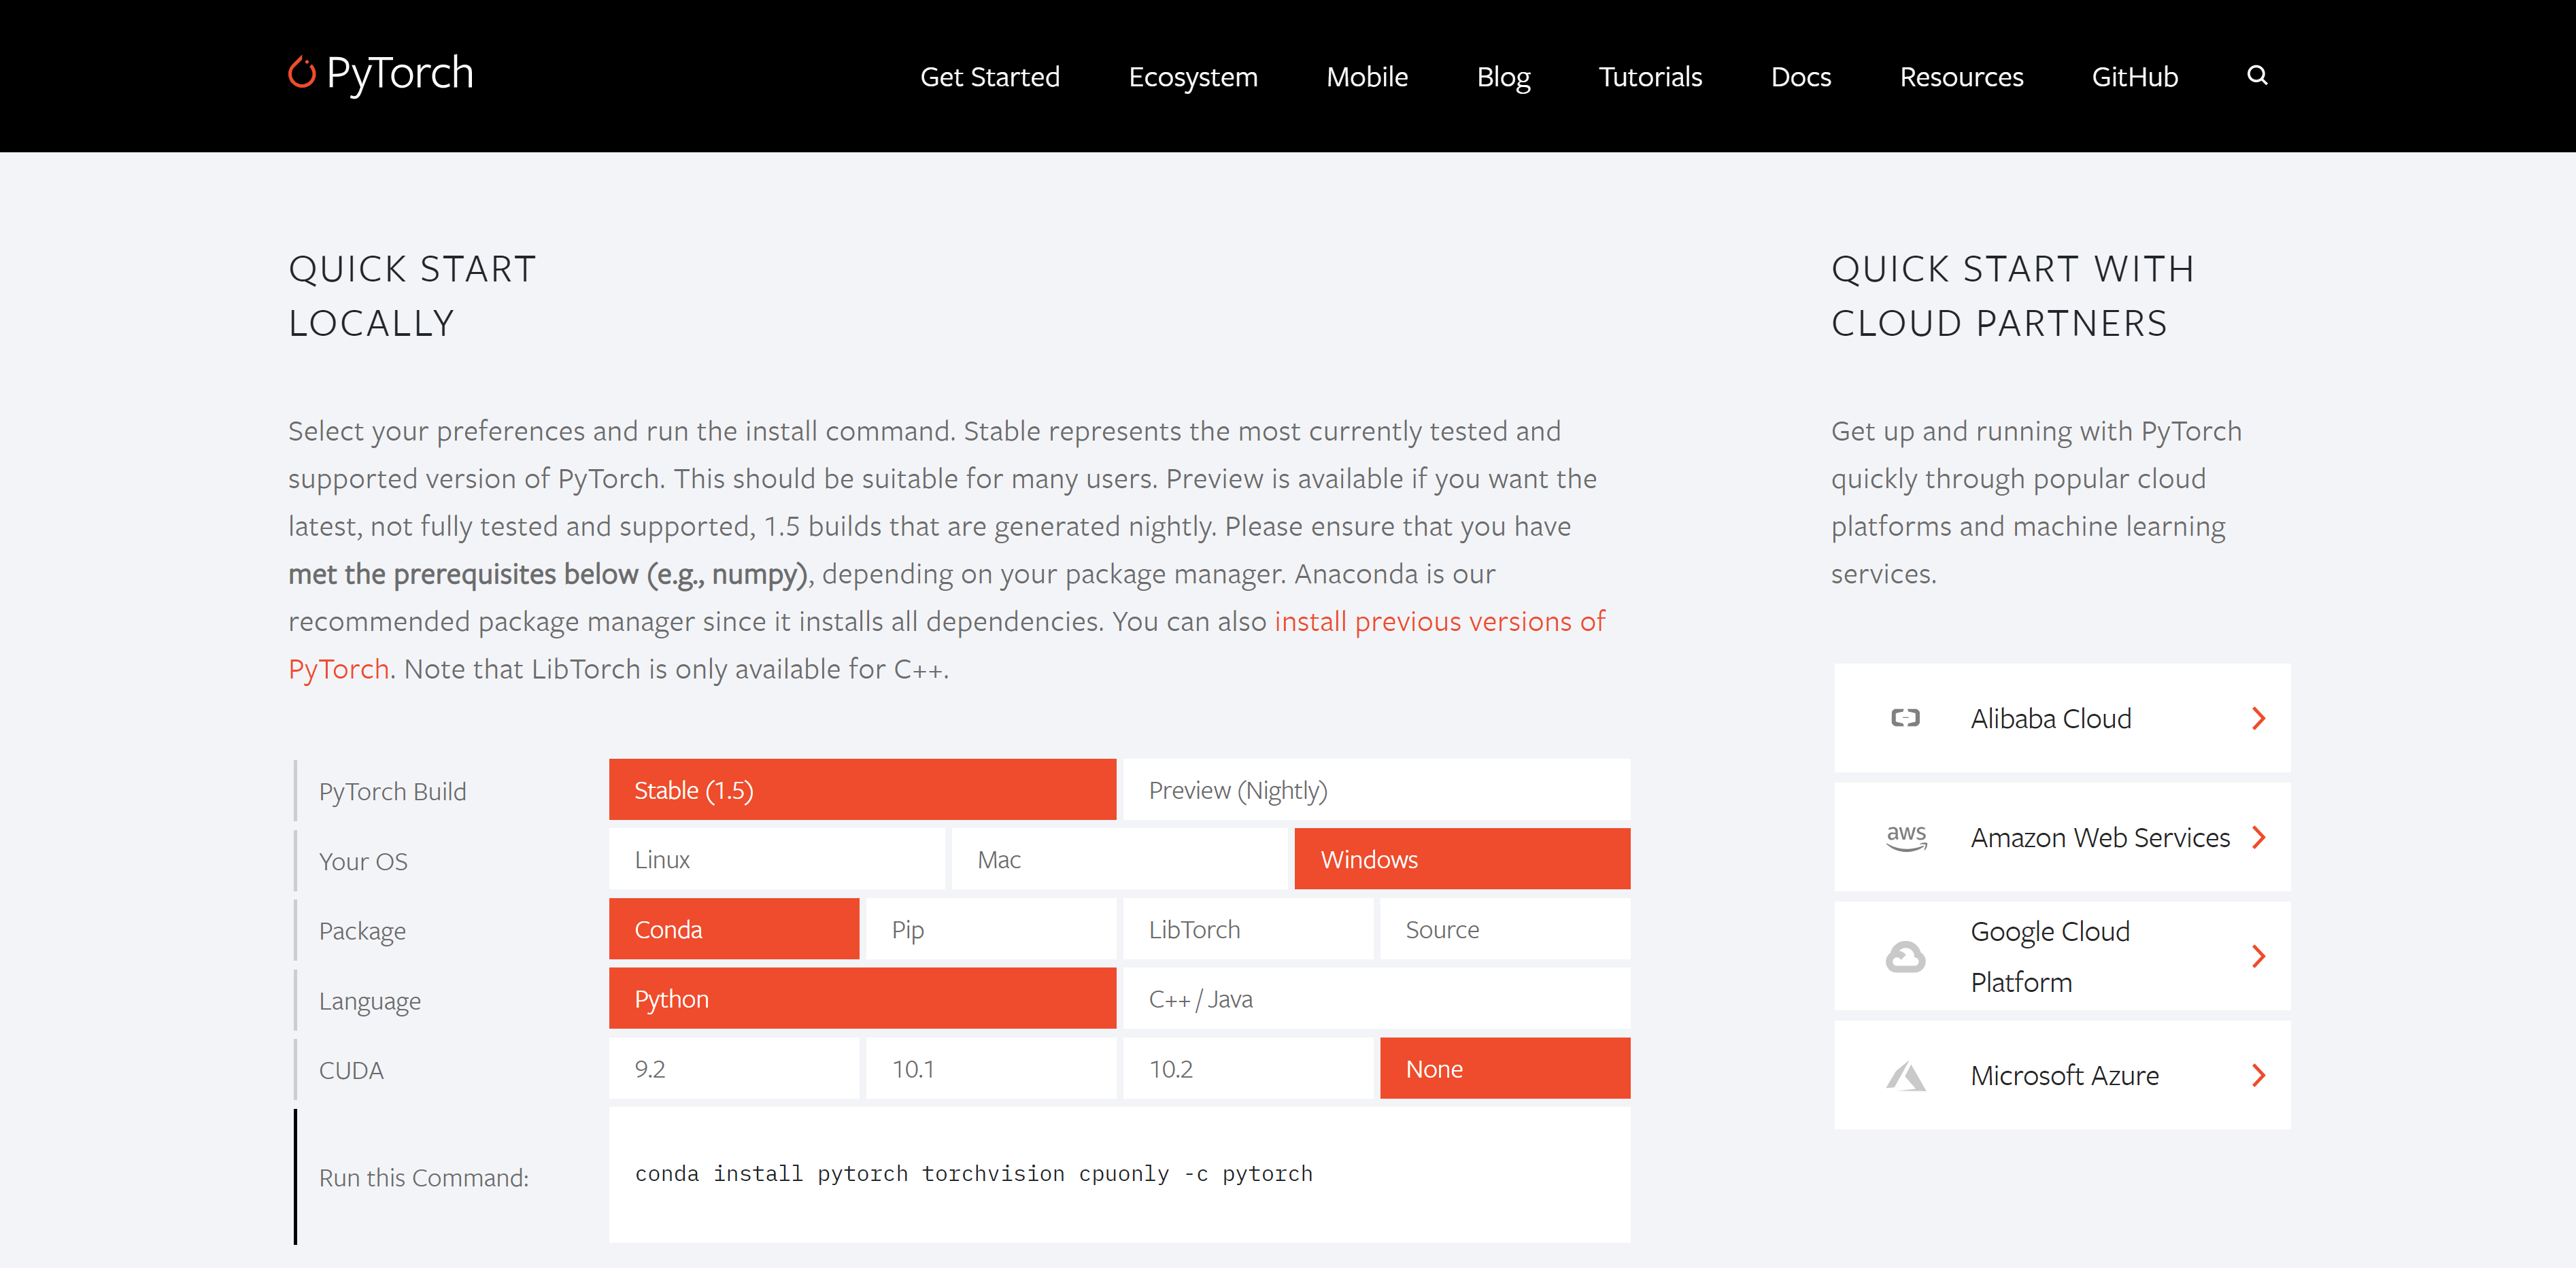 PyTorch
Get Started
Ecosystem
Mobile
Blog
Tutorials
Docs
Resources
GitHub
QUICK START
LOCALLY
Select your preferences and run the install command. Stable represents the most currently tested and
supported version of PyTorch. This should be suitable for many users. Preview is available if you want the
latest, not fully tested and supported, 1.5 builds that are generated nightly. Please ensure that you have
met the prerequisites below (e.g., numpy), depending on your package manager. Anaconda is our
recommended package manager since it installs all dependencies. You can also install previous versions of
PyTorch. Note that LibTorch is only available for C++.
PyTorch Build
Stable (1.5)
Preview (Nightly)
Your OS
Linux
Mac
Windows
Package
Conda
Pip
LibTorch
Source
Language
Python
C++ / Java
CUDA
9.2
10.1
10.2
None
Run this Command:
conda install pytorch torchvision cpuonly -c pytorch
QUICK START WITH
CLOUD PARTNERS
Get up and running with PyTorch
quickly through popular cloud
platforms and machine learning
services.
Alibaba Cloud
aws
Amazon Web Services
Google Cloud
Platform
Microsoft Azure